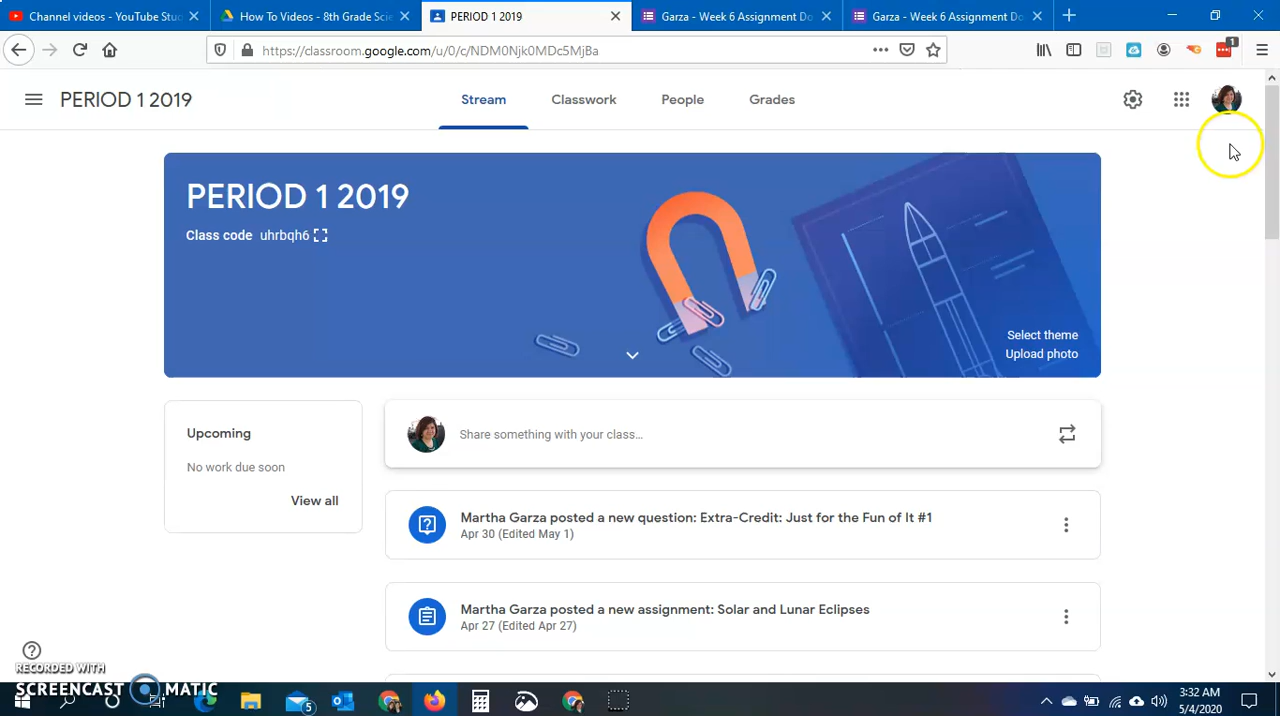 Channel videos - YouTube Stu
How To Videos - 8th Grade Scie
PERIOD 1 2019
Garza - Week 6 Assignment Do
Garza - Week 6 Assignment Do
https://classroom.google.com/u/0/c/NDM0Njk0MDc5MjBa
1
PERIOD 1 2019
Stream
Classwork
People
Grades
PERIOD 1 2019
Class code uhrbqh6
Select theme
Upload photo
Upcoming
No work due soon
View all
Share something with your class...
Martha Garza posted a new question: Extra-Credit: Just for the Fun of It #1
Apr 30 (Edited May 1)
Martha Garza posted a new assignment: Solar and Lunar Eclipses
Apr 27 (Edited Apr 27)
RECORDED WITH
SCREENCAST MATIC
5
3:32 AM
5/4/2020